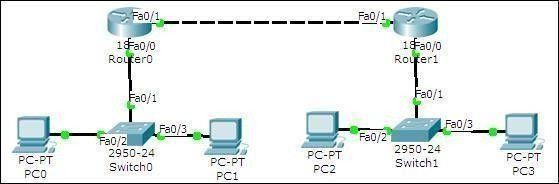 Fa0/1
Fa0/1
18
Fa0/0
Router0
18
Fa0/0
Router1
Fa0/1
Fa0/1
Fa0/2
Fa0/3
Fa0/2
Fa0/3
PC-PT
PC0
2950-24
Switch0
PC-PT
PC1
PC-PT
PC2
2950-24
Switch1
PC-PT
PC3